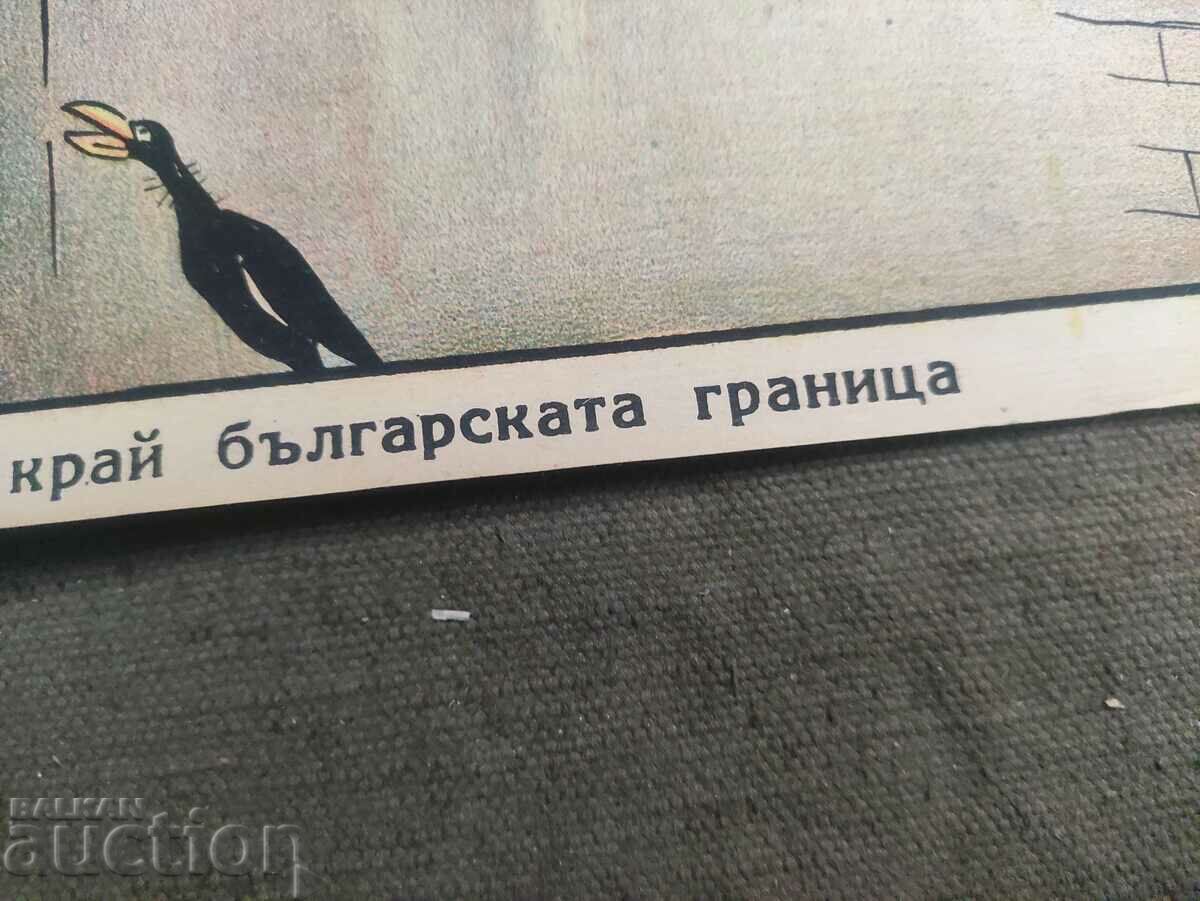 край българската граница
BALKAN
auction